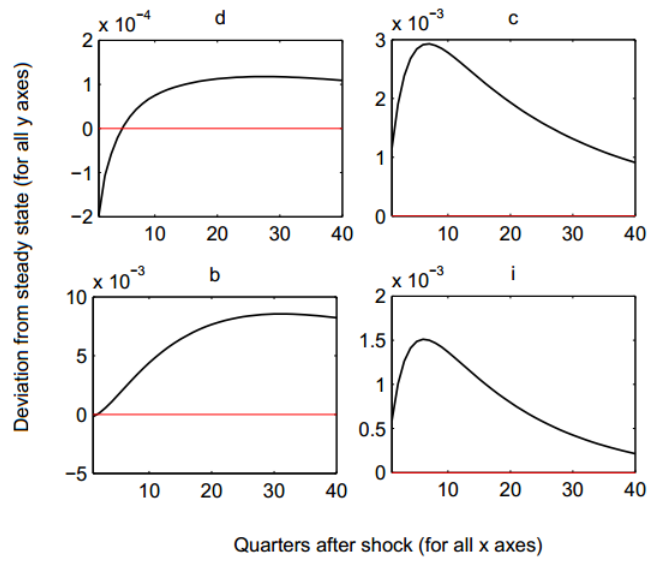 Deviation from steady state (for all y axes)
x 10⁻⁴
d
2
1
0
−1
−2
10 20 30 40
x 10⁻³
c
3
2
1
0
10 20 30 40
x 10⁻³
b
10
5
0
−5
10 20 30 40
x 10⁻³
i
2
1.5
1
0.5
0
10 20 30 40
Quarters after shock (for all x axes)